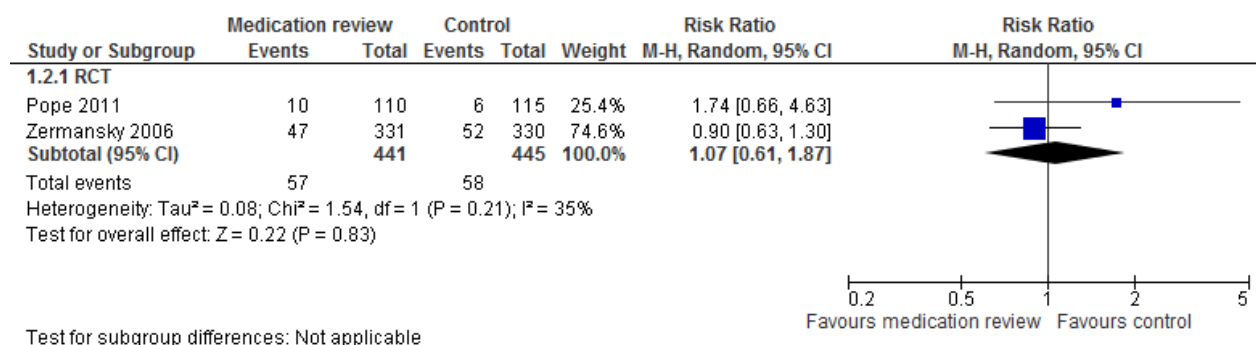 Medication review Control Risk Ratio Risk Ratio
Study or Subgroup Events Total Events Total Weight M-H, Random, 95% CI M-H, Random, 95% CI
1.2.1 RCT
Pope 2011 10 110 6 115 25.4% 1.74 [0.66, 4.63]
Zermansky 2006 47 331 52 330 74.6% 0.90 [0.63, 1.30]
Subtotal (95% CI) 441 445 100.0% 1.07 [0.61, 1.87]
Total events 57 58
Heterogeneity: Tau² = 0.08; Chi² = 1.54, df = 1 (P = 0.21); I² = 35%
Test for overall effect: Z = 0.22 (P = 0.83)
0.2 0.5 1 2 5
Favours medication review Favours control
Test for subgroup differences: Not applicable